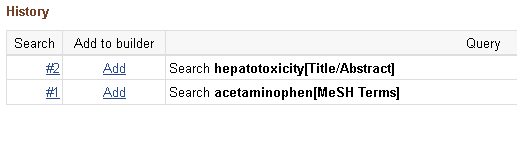 History
Search Add to builder Query
#2 Add Search hepatotoxicity[Title/Abstract]
#1 Add Search acetaminophen[MeSH Terms]